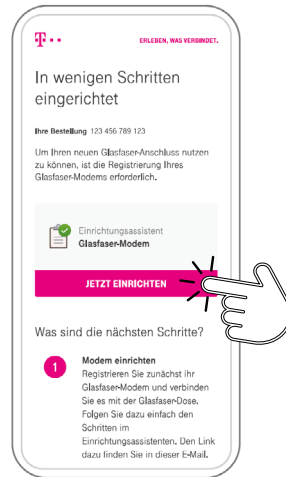 T
ERLEBEN, WAS VERBINDET.
In wenigen Schritten
eingerichtet
Ihre Bestellung 123 456 789 123
Um Ihren neuen Glasfaser-Anschluss nutzen
zu können, ist die Registrierung Ihres
Glasfaser-Modems erforderlich.
Einrichtungsassistent
Glasfaser-Modem
JETZT EINRICHTEN
Was sind die nächsten Schritte?
1
Modem einrichten
Registrieren Sie zunächst ihr
Glasfaser-Modem und verbinden
Sie es mit der Glasfaser-Dose.
Folgen Sie dazu einfach den
Schritten im
Einrichtungsassistenten. Den Link
dazu finden Sie in dieser E-Mail.